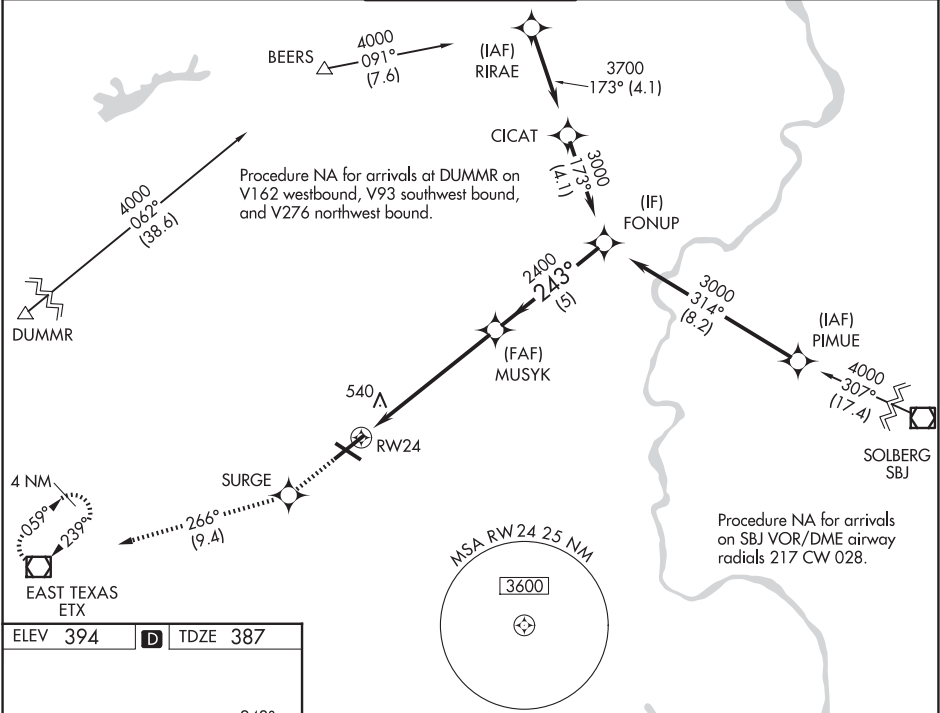 BEERS
4000
091°
(7.6)
(IAF)
RIRAE
3700
173° (4.1)
CICAT
3000
173°
(4.1)
Procedure NA for arrivals at DUMMR on
V162 westbound, V93 southwest bound,
and V276 northwest bound.
4000
062°
(38.6)
DUMMR
(IF)
FONUP
2400
243°
(5)
3000
314°
(8.2)
(IAF)
PIMUE
(FAF)
MUSYK
4000
307°
(17.4)
SOLBERG
SBJ
540
RW24
SURGE
4 NM
059°
239°
266°
(9.4)
EAST TEXAS
ETX
Procedure NA for arrivals
on SBJ VOR/DME airway
radials 217 CW 028.
MSA RW24 25 NM
3600
ELEV 394 D TDZE 387